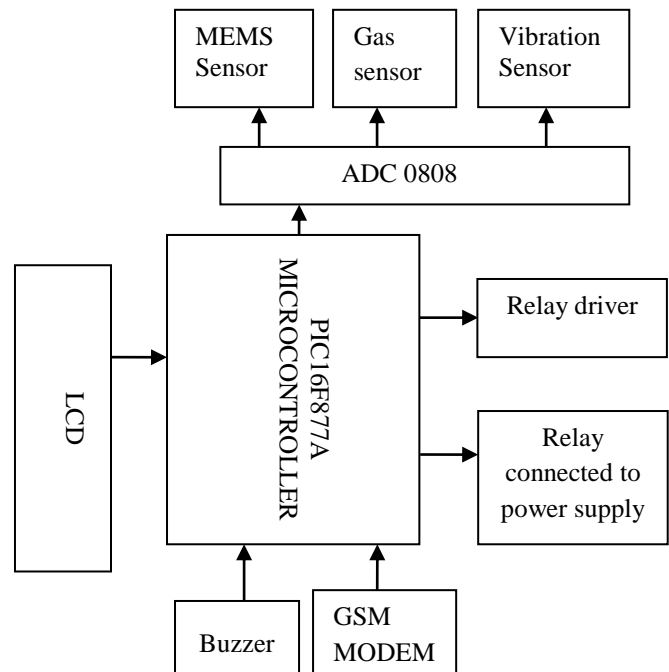 MEMS
Sensor
Gas
sensor
Vibration
Sensor
ADC 0808
PIC16F877A
MICROCONTROLLER
LCD
Relay driver
Relay
connected to
power supply
Buzzer
GSM
MODEM